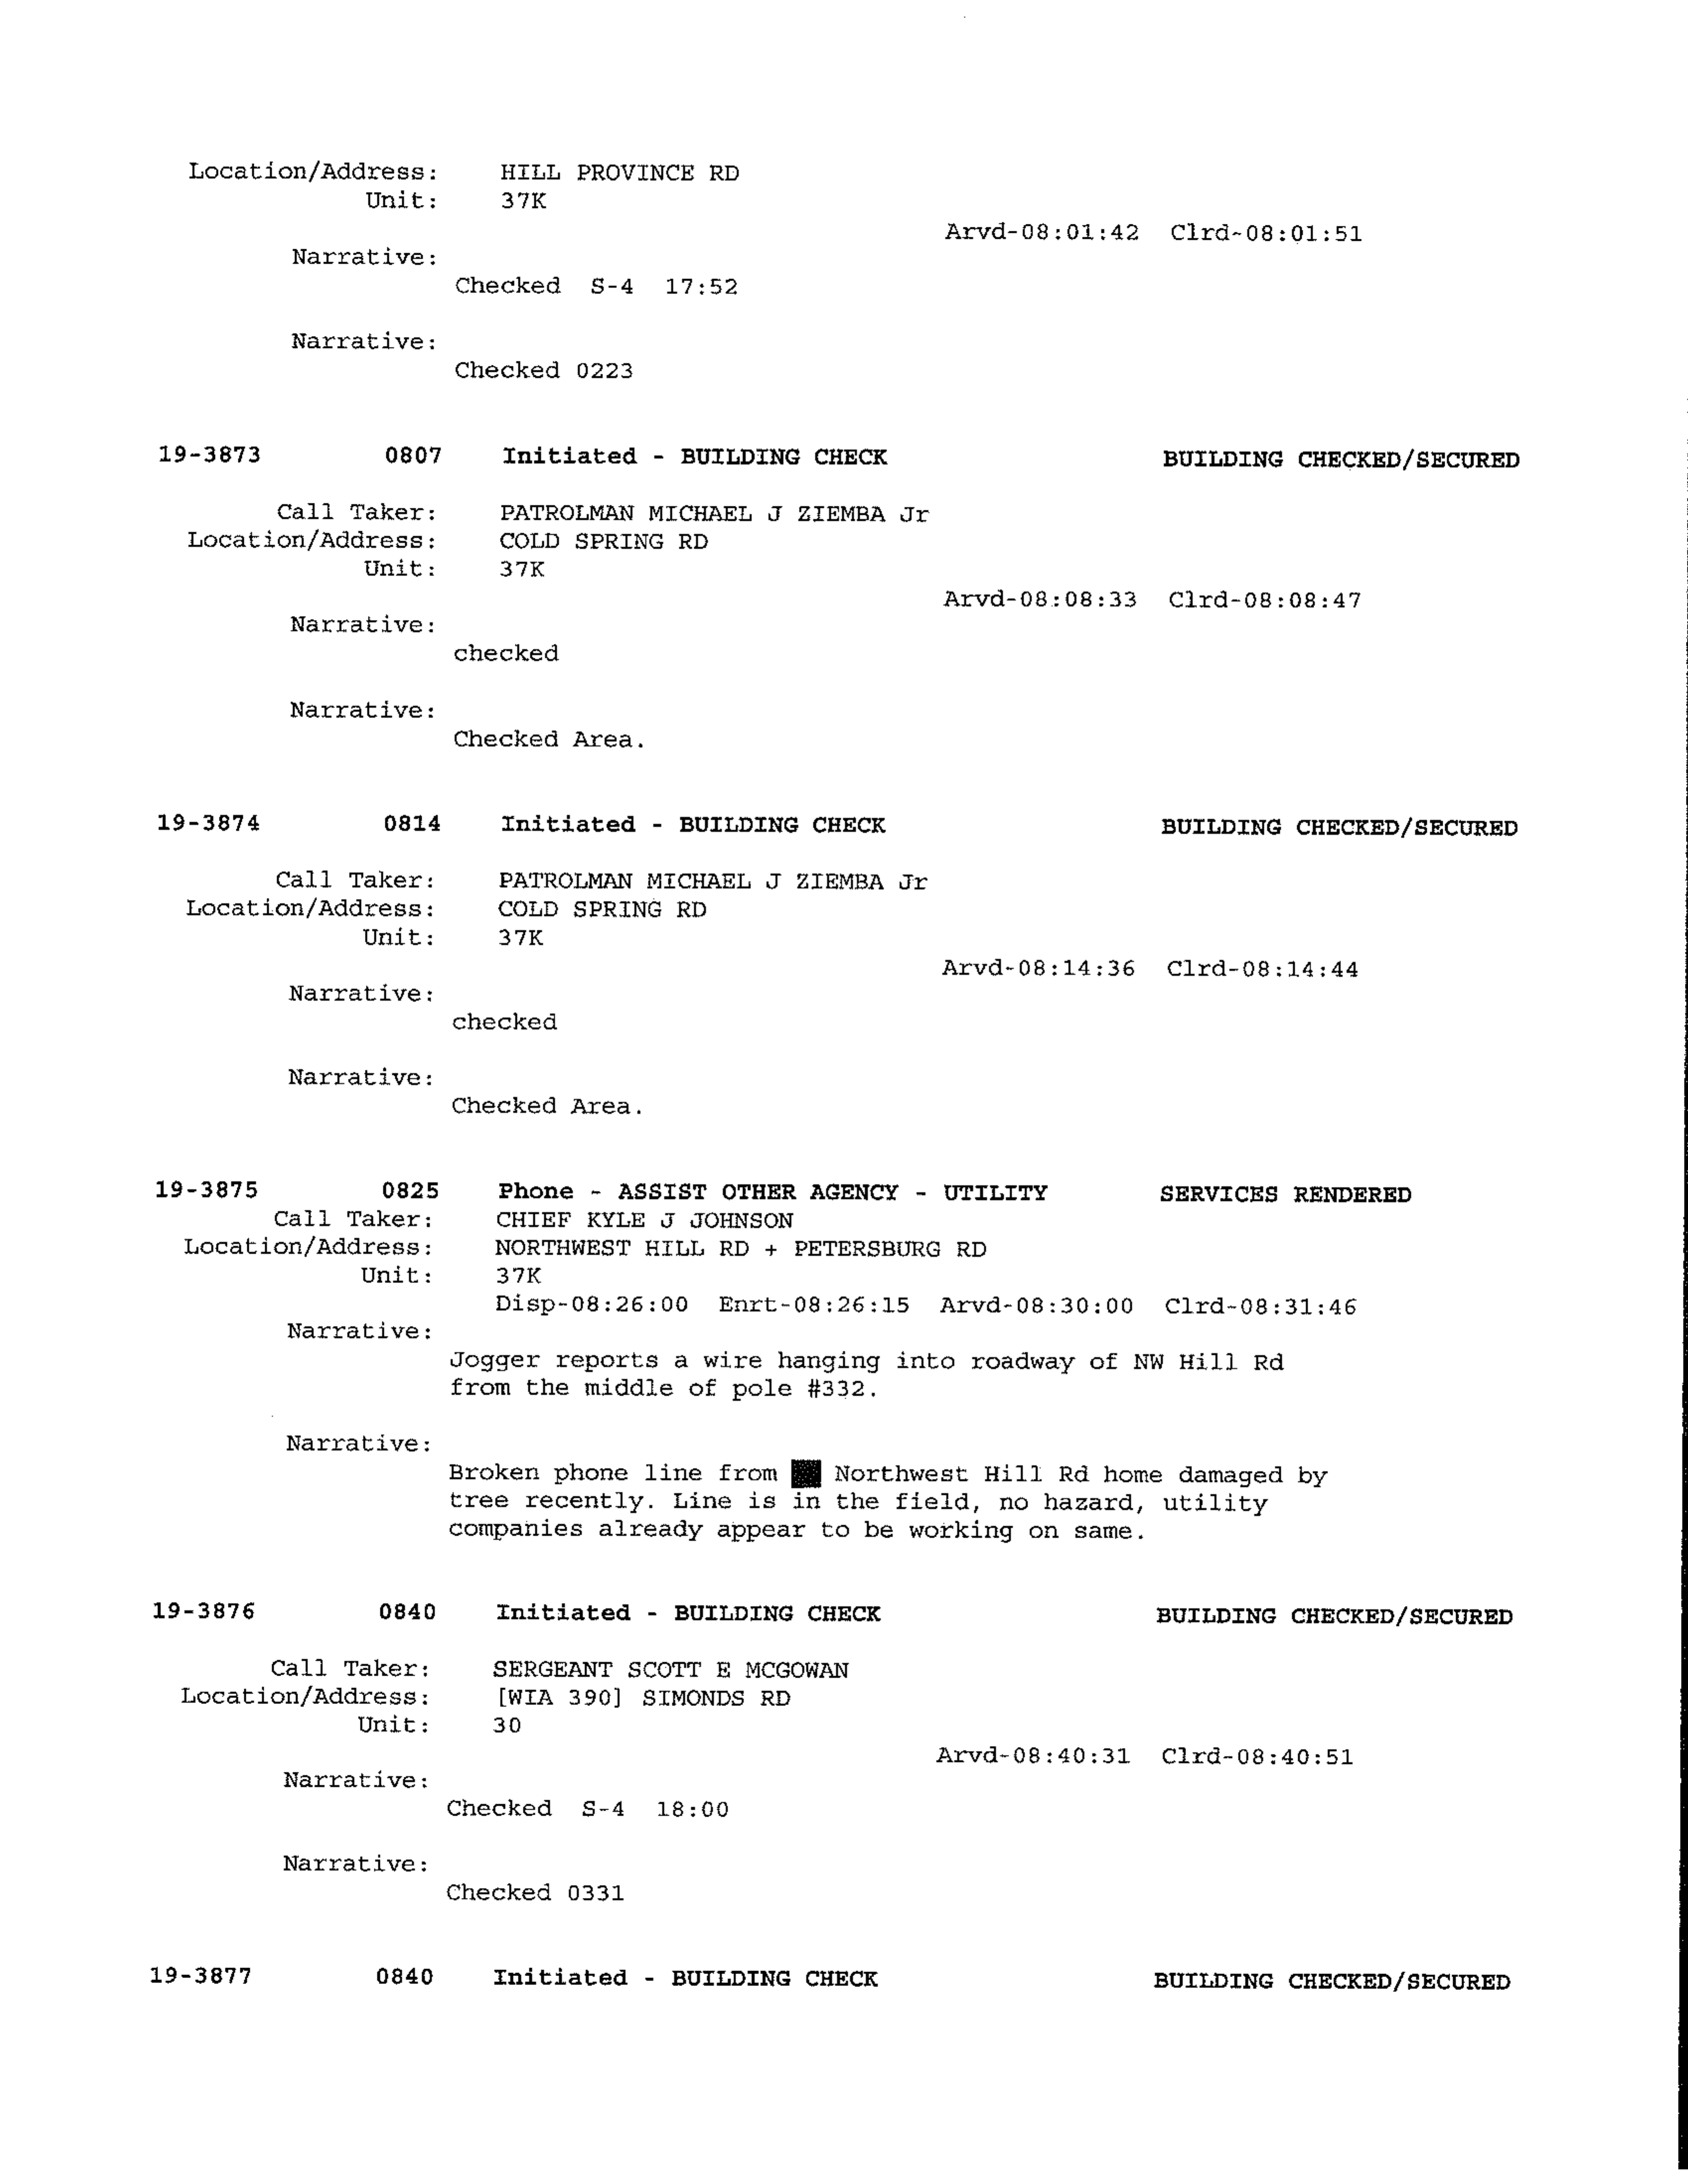 Location/Address: HILL PROVINCE RD
Unit: 37K
Arvd-08:01:42 Clrd-08:01:51
Narrative:
Checked S-4 17:52
Narrative:
Checked 0223
19-3873 0807 Initiated - BUILDING CHECK BUILDING CHECKED/SECURED
Call Taker: PATROLMAN MICHAEL J ZIEMBA Jr
Location/Address: COLD SPRING RD
Unit: 37K
Arvd-08:08:33 Clrd-08:08:47
Narrative:
checked
Narrative:
Checked Area.
19-3874 0814 Initiated - BUILDING CHECK BUILDING CHECKED/SECURED
Call Taker: PATROLMAN MICHAEL J ZIEMBA Jr
Location/Address: COLD SPRING RD
Unit: 37K
Arvd-08:14:36 Clrd-08:14:44
Narrative:
checked
Narrative:
Checked Area.
19-3875 0825 Phone - ASSIST OTHER AGENCY - UTILITY SERVICES RENDERED
Call Taker: CHIEF KYLE J JOHNSON
Location/Address: NORTHWEST HILL RD + PETERSBURG RD
Unit: 37K
Disp-08:26:00 Enrt-08:26:15 Arvd-08:30:00 Clrd-08:31:46
Narrative:
Jogger reports a wire hanging into roadway of NW Hill Rd
from the middle of pole #332.
Narrative:
Broken phone line from Northwest Hill Rd home damaged by
tree recently. Line is in the field, no hazard, utility
companies already appear to be working on same.
19-3876 0840 Initiated - BUILDING CHECK BUILDING CHECKED/SECURED
Call Taker: SERGEANT SCOTT E MCGOWAN
Location/Address: [WIA 390] SIMONDS RD
Unit: 30
Arvd-08:40:31 Clrd-08:40:51
Narrative:
Checked S-4 18:00
Narrative:
Checked 0331
19-3877 0840 Initiated - BUILDING CHECK BUILDING CHECKED/SECURED